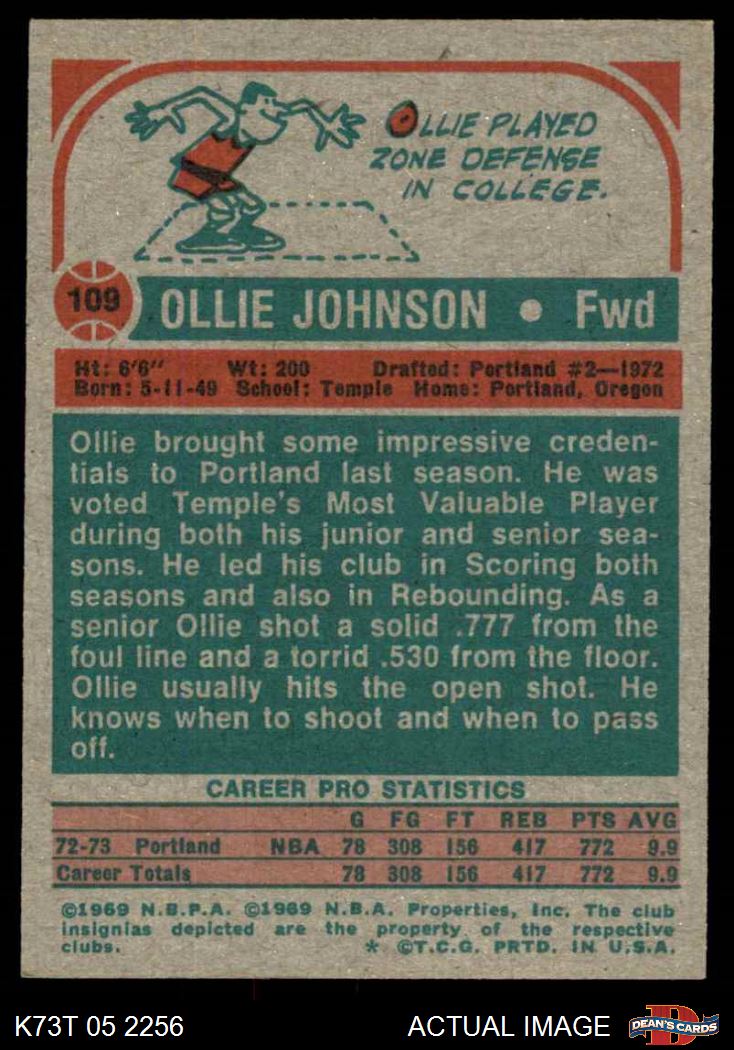 OLLIE PLAYED
ZONE DEFENSE
IN COLLEGE.
109
OLLIE JOHNSON • Fwd
Ht: 6'6" Wt: 200 Drafted: Portland #2—1972
Born: 5-11-49 School: Temple Home: Portland, Oregon
Ollie brought some impressive creden-
tials to Portland last season. He was
voted Temple's Most Valuable Player
during both his junior and senior sea-
sons. He led his club in Scoring both
seasons and also in Rebounding. As a
senior Ollie shot a solid .777 from the
foul line and a torrid .530 from the floor.
Ollie usually hits the open shot. He
knows when to shoot and when to pass
off.
CAREER PRO STATISTICS
G FG FT REB PTS AVG
72-73 Portland NBA 78 308 156 417 772 9.9
Career Totals 78 308 156 417 772 9.9
©1969 N.B.P.A. ©1969 N.B.A. Properties, Inc. The club
insignias depicted are the property of the respective
clubs. * ©T.C.G. PRTD. IN U.S.A.
K73T 05 2256 ACTUAL IMAGE DEAN'S CARDS